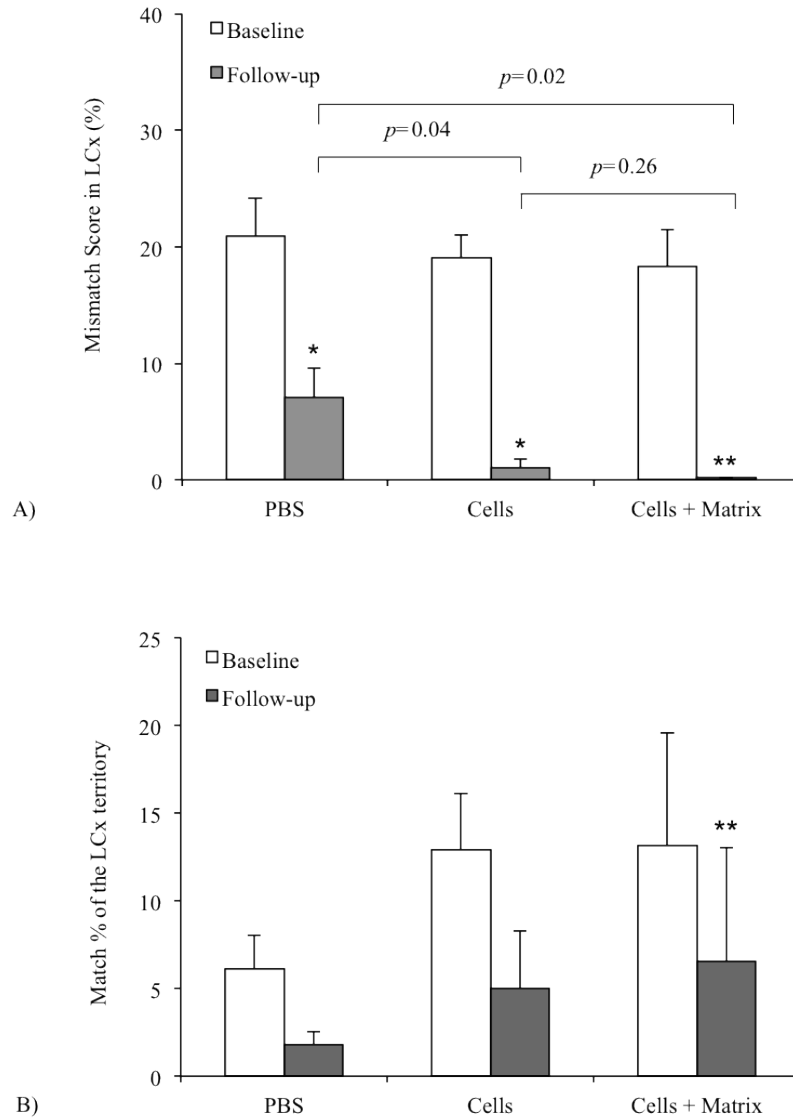 40
Baseline
Follow-up
p=0.02
30
p=0.04
p=0.26
Mismatch Score in LCx (%)
20
10
*
*
**
0
A)
PBS
Cells
Cells + Matrix
25
Baseline
Follow-up
20
Match % of the LCx territory
15
**
10
5
0
B)
PBS
Cells
Cells + Matrix